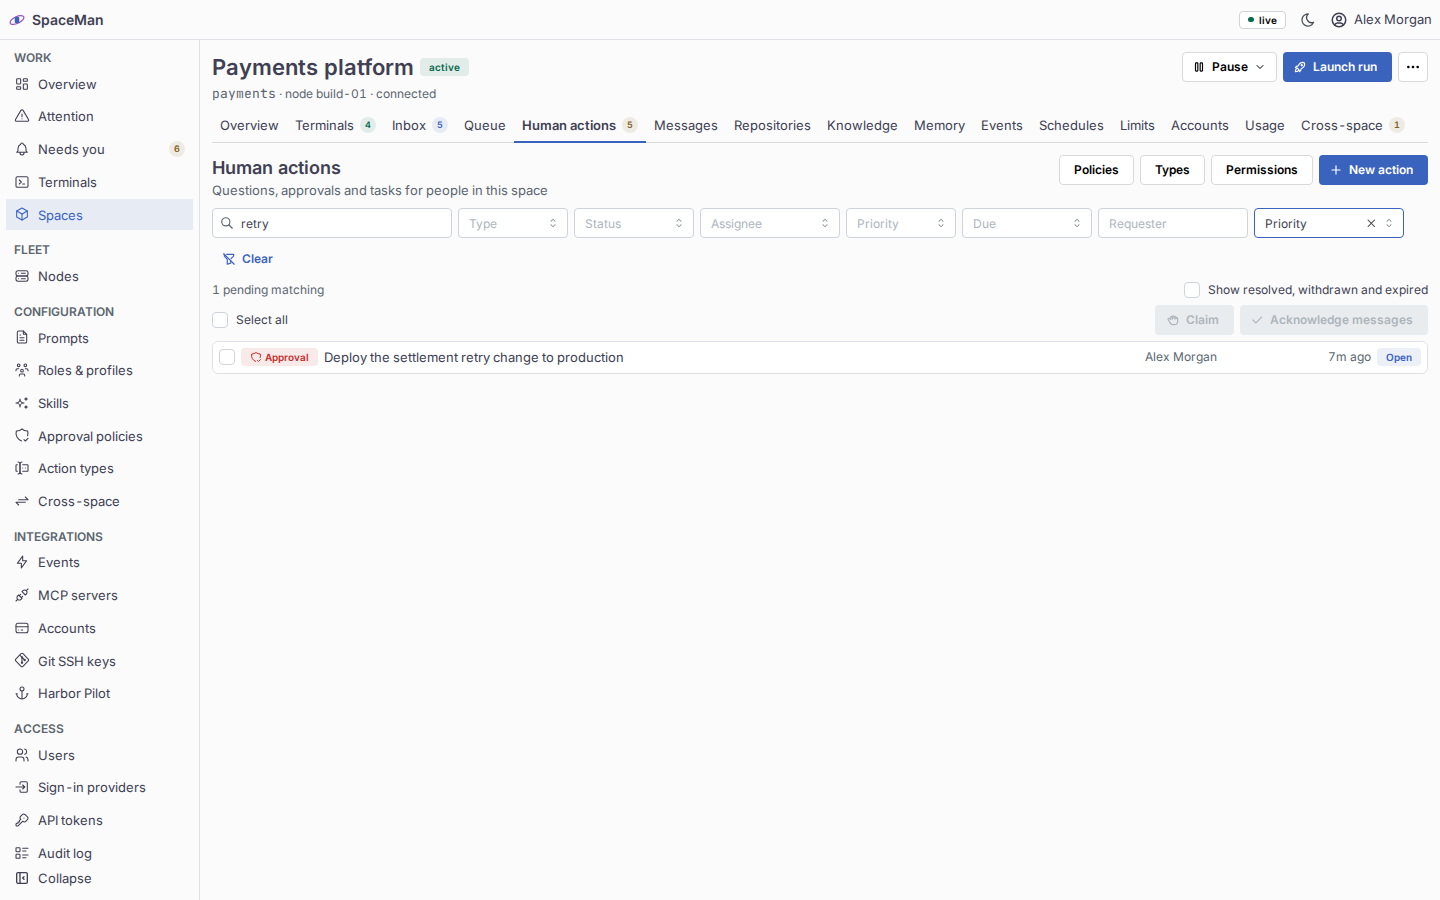 SpaceMan
live
Alex Morgan
WORK
Overview
Attention
Needs you 6
Terminals
Spaces
FLEET
Nodes
CONFIGURATION
Prompts
Roles & profiles
Skills
Approval policies
Action types
Cross-space
INTEGRATIONS
Events
MCP servers
Accounts
Git SSH keys
Harbor Pilot
ACCESS
Users
Sign-in providers
API tokens
Audit log
Collapse
Payments platform active
Pause
Launch run
payments · node build-01 · connected
Overview Terminals 4 Inbox 5 Queue Human actions 5 Messages Repositories Knowledge Memory Events Schedules Limits Accounts Usage Cross-space 1
Human actions
Questions, approvals and tasks for people in this space
Policies Types Permissions New action
retry Type Status Assignee Priority Due Requester Priority
Clear
1 pending matching
Show resolved, withdrawn and expired
Select all
Claim Acknowledge messages
Approval Deploy the settlement retry change to production Alex Morgan 7m ago Open